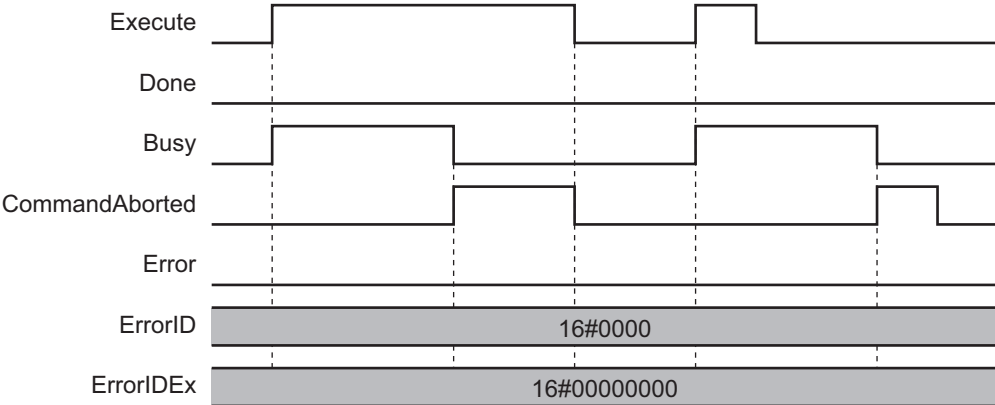 Execute
Done
Busy
CommandAborted
Error
ErrorID 16#0000
ErrorIDEx 16#00000000